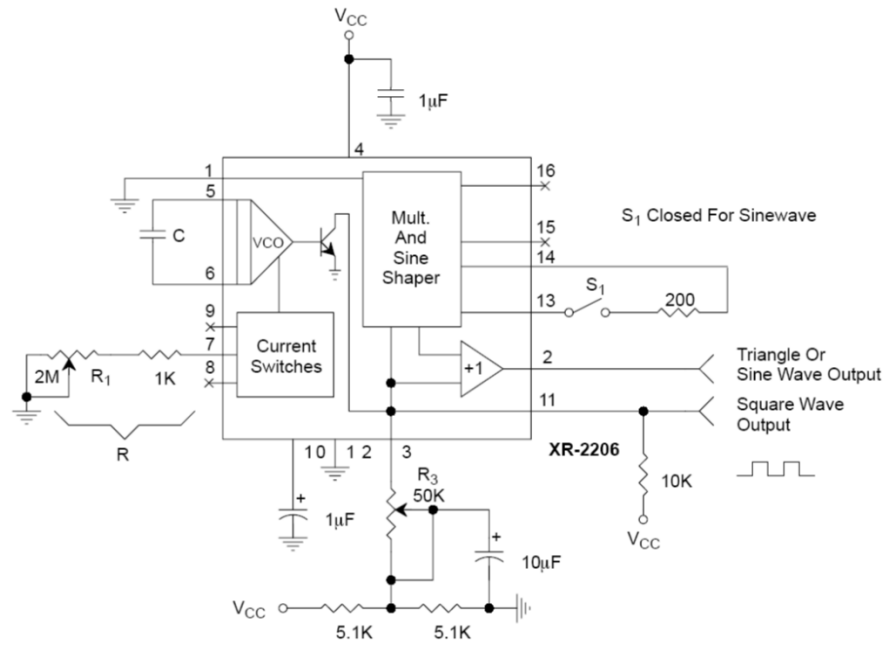 VCC
1μF
4
1
16
5
Mult.
And
Sine
Shaper
S1 Closed For Sinewave
15
C
VCO
14
6
S1
13
200
9
Current
Switches
7
2M
R1
1K
8
+1
2
Triangle Or
Sine Wave Output
11
Square Wave
Output
R
10
1 2
3
XR-2206
R3
50K
10K
+
1μF
VCC
+
10μF
VCC
5.1K
5.1K